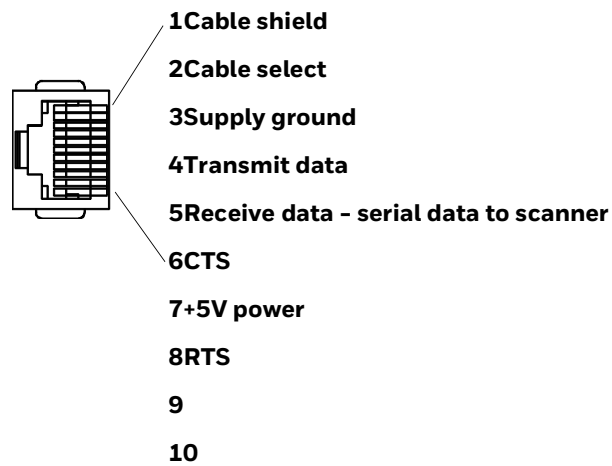 1Cable shield
2Cable select
3Supply ground
4Transmit data
5Receive data – serial data to scanner
6CTS
7+5V power
8RTS
9
10